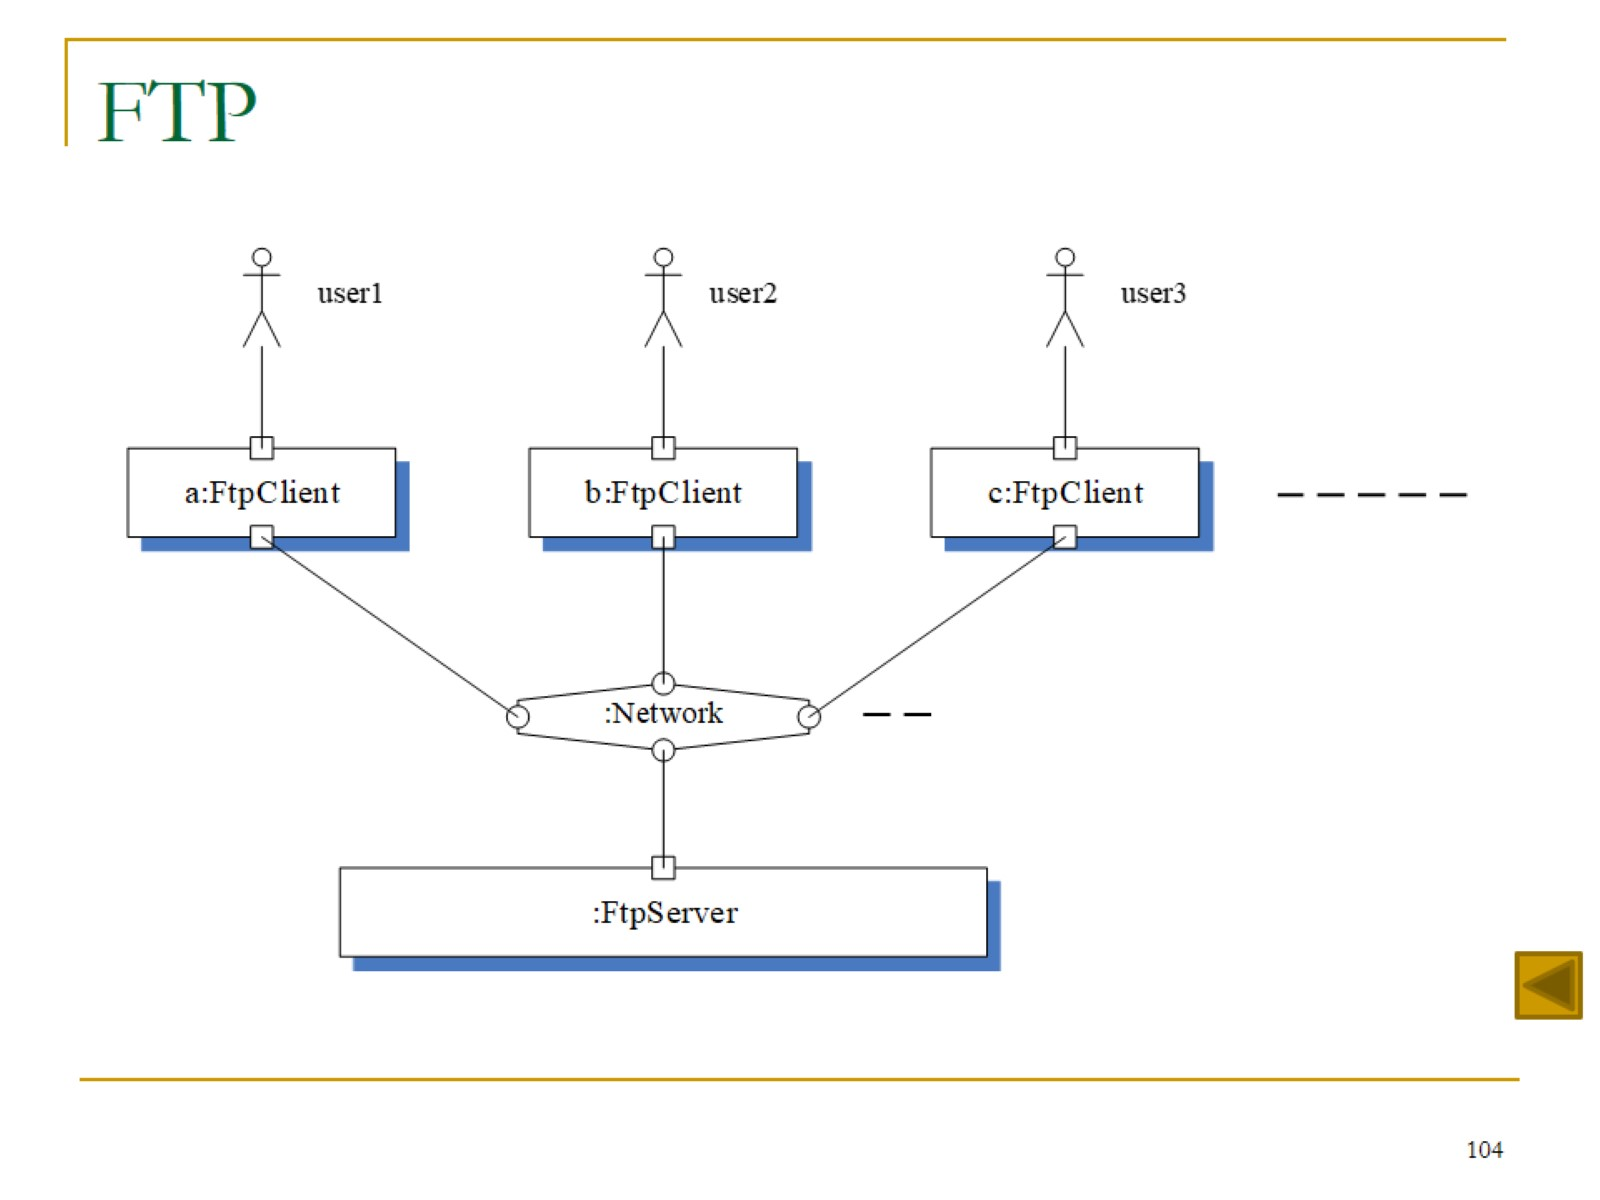 FTP
user1
user2
user3
a:FtpClient
b:FtpClient
c:FtpClient
:Network
:FtpServer
104